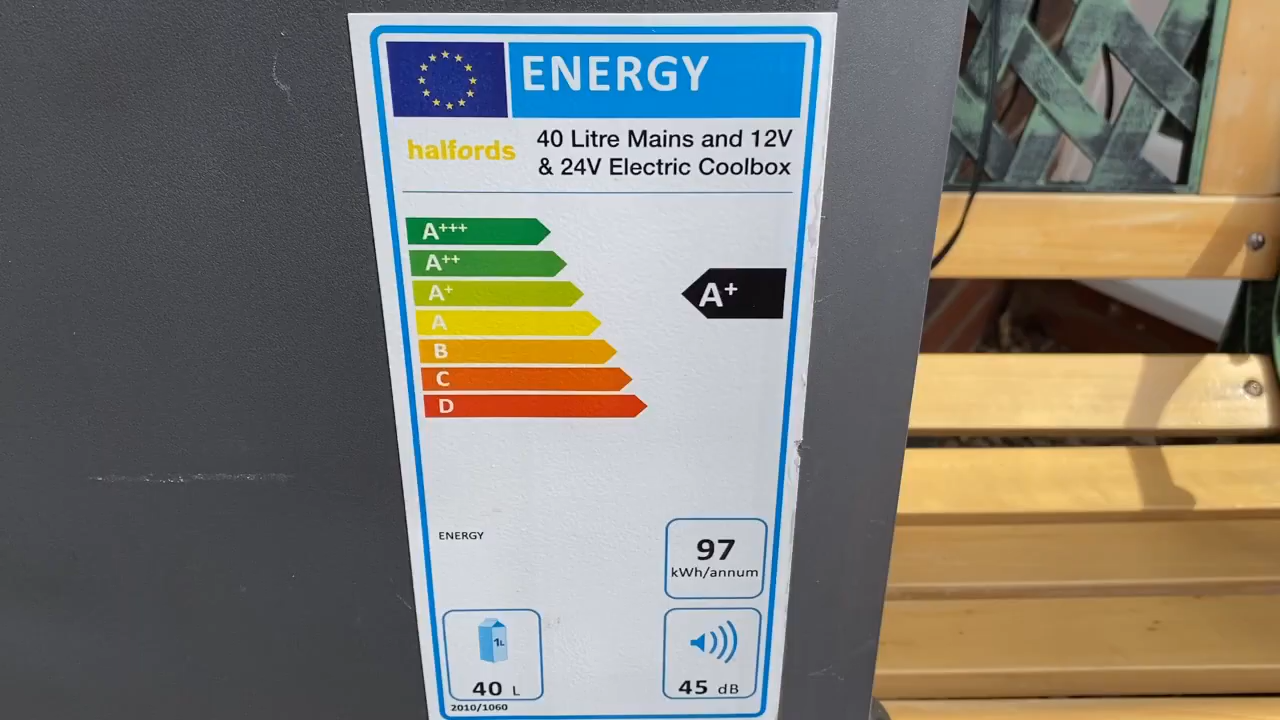 ENERGY
halfords
40 Litre Mains and 12V
& 24V Electric Coolbox
A+++
A++
A+
A
B
C
D
A+
ENERGY
97
kWh/annum
1L
40 L
45 dB
2010/1060